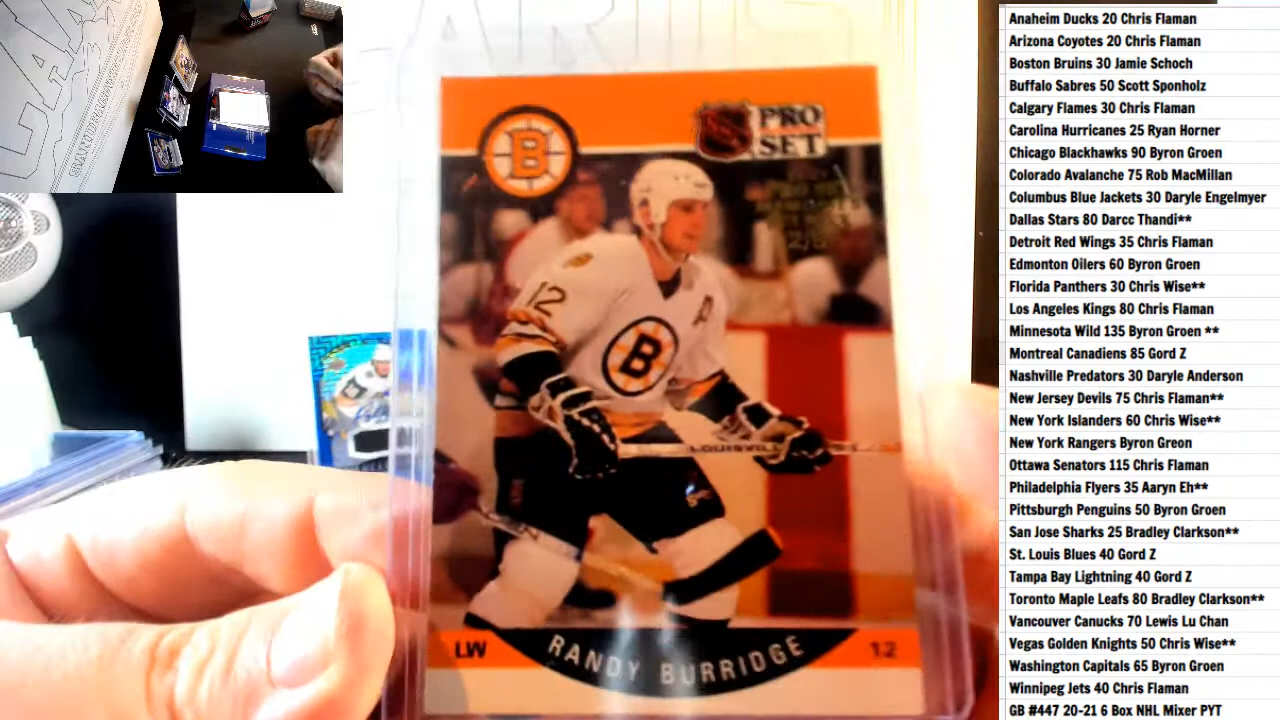 PRO
SET
B
12
A
B
LOUISVILLE
LW
RANDY BURRIDGE
12
Anaheim Ducks 20 Chris Flaman
Arizona Coyotes 20 Chris Flaman
Boston Bruins 30 Jamie Schoch
Buffalo Sabres 50 Scott Sponholz
Calgary Flames 30 Chris Flaman
Carolina Hurricanes 25 Ryan Horner
Chicago Blackhawks 90 Byron Groen
Colorado Avalanche 75 Rob MacMillan
Columbus Blue Jackets 30 Daryle Engelmyer
Dallas Stars 80 Darcc Thandi**
Detroit Red Wings 35 Chris Flaman
Edmonton Oilers 60 Byron Groen
Florida Panthers 30 Chris Wise**
Los Angeles Kings 80 Chris Flaman
Minnesota Wild 135 Byron Groen **
Montreal Canadiens 85 Gord Z
Nashville Predators 30 Daryle Anderson
New Jersey Devils 75 Chris Flaman**
New York Islanders 60 Chris Wise**
New York Rangers Byron Greon
Ottawa Senators 115 Chris Flaman
Philadelphia Flyers 35 Aaryn Eh**
Pittsburgh Penguins 50 Byron Groen
San Jose Sharks 25 Bradley Clarkson**
St. Louis Blues 40 Gord Z
Tampa Bay Lightning 40 Gord Z
Toronto Maple Leafs 80 Bradley Clarkson**
Vancouver Canucks 70 Lewis Lu Chan
Vegas Golden Knights 50 Chris Wise**
Washington Capitals 65 Byron Groen
Winnipeg Jets 40 Chris Flaman
GB #447 20-21 6 Box NHL Mixer PYT